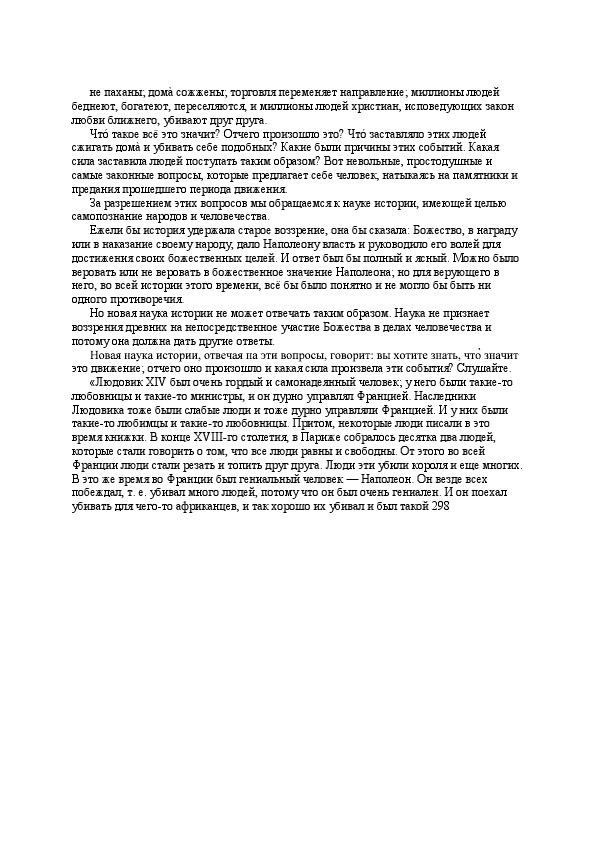 не паханы; дома̀ сожжены; торговля переменяет направление; миллионы людей
беднеют, богатеют, переселяются, и миллионы людей христиан, исповедующих закон
любви ближнего, убивают друг друга.
Что́ такое всё это значит? Отчего произошло это? Что́ заставляло этих людей
сжигать дома̀ и убивать себе подобных? Какие были причины этих событий. Какая
сила заставила людей поступать таким образом? Вот невольные, простодушные и
самые законные вопросы, которые предлагает себе человек, натыкаясь на памятники и
предания прошедшего периода движения.
За разрешением этих вопросов мы обращаемся к науке истории, имеющей целью
самопознание народов и человечества.
Ежели бы история удержала старое воззрение, она бы сказала: Божество, в награду
или в наказание своему народу, дало Наполеону власть и руководило его волей для
достижения своих божественных целей. И ответ был бы полный и ясный. Можно было
веровать или не веровать в божественное значение Наполеона; но для верующего в
него, во всей истории этого времени, всё бы было понятно и не могло бы быть ни
одного противоречия.
Но новая наука истории не может отвечать таким образом. Наука не признает
воззрения древних на непосредственное участие Божества в делах человечества и
потому она должна дать другие ответы.
Новая наука истории, отвечая на эти вопросы, говорит: вы хотите знать, что́ значит
это движение; отчего оно произошло и какая сила произвела эти события? Слушайте.
«Людовик XIV был очень гордый и самонадеянный человек; у него были такие-то
любовницы и такие-то министры, и он дурно управлял Францией. Наследники
Людовика тоже были слабые люди и тоже дурно управляли Францией. И у них были
такие-то любимцы и такие-то любовницы. Притом, некоторые люди писали в это
время книжки. В конце XVIII-го столетия, в Париже собралось десятка два людей,
которые стали говорить о том, что все люди равны и свободны. От этого во всей
Франции люди стали резать и топить друг друга. Люди эти убили короля и еще многих.
В это же время во Франции был гениальный человек — Наполеон. Он везде всех
побеждал, т. е. убивал много людей, потому что он был очень гениален. И он поехал
убивать для чего-то африканцев, и так хорошо их убивал и был такой 298